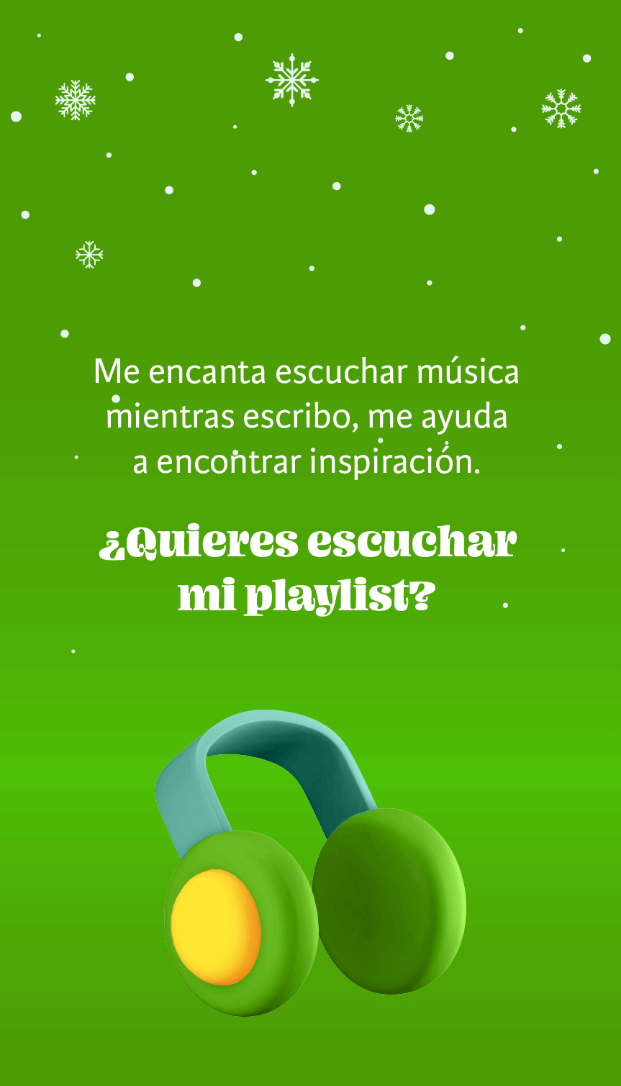 Me encanta escuchar música
mientras escribo, me ayuda
a encontrar inspiración.
¿Quieres escuchar
mi playlist?